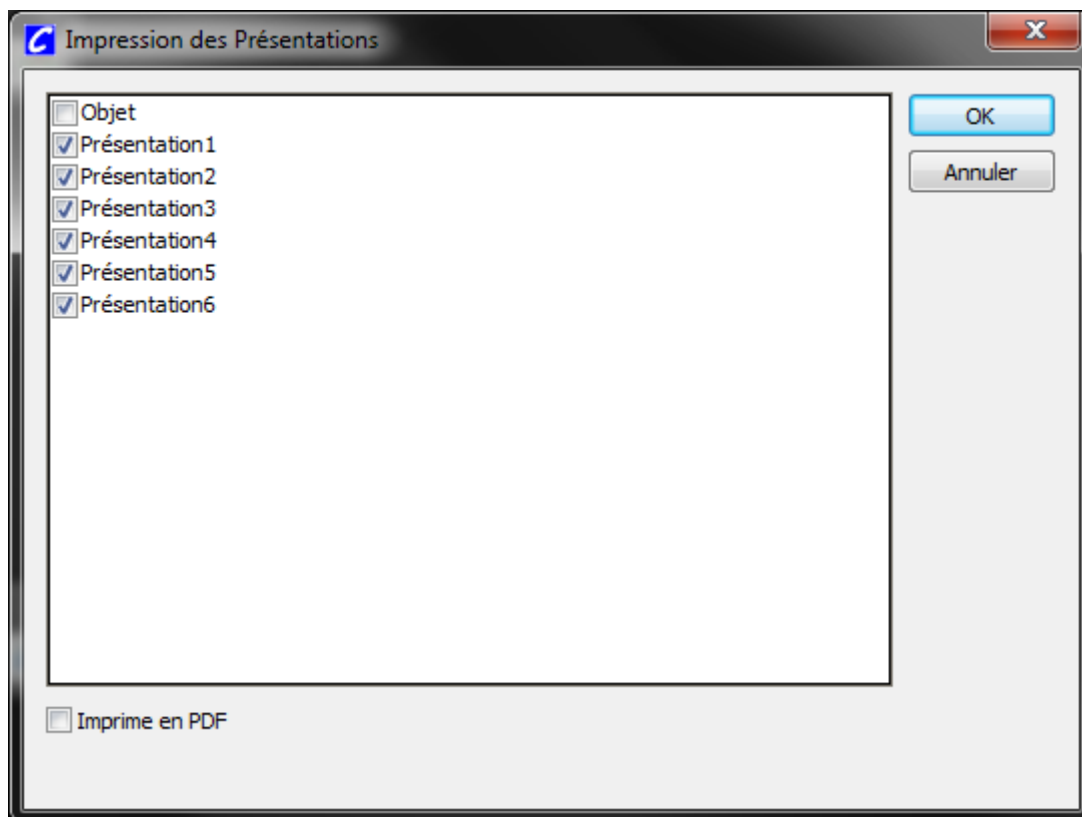 Impression des Présentations
Objet
Présentation1
Présentation2
Présentation3
Présentation4
Présentation5
Présentation6
OK
Annuler
Imprime en PDF